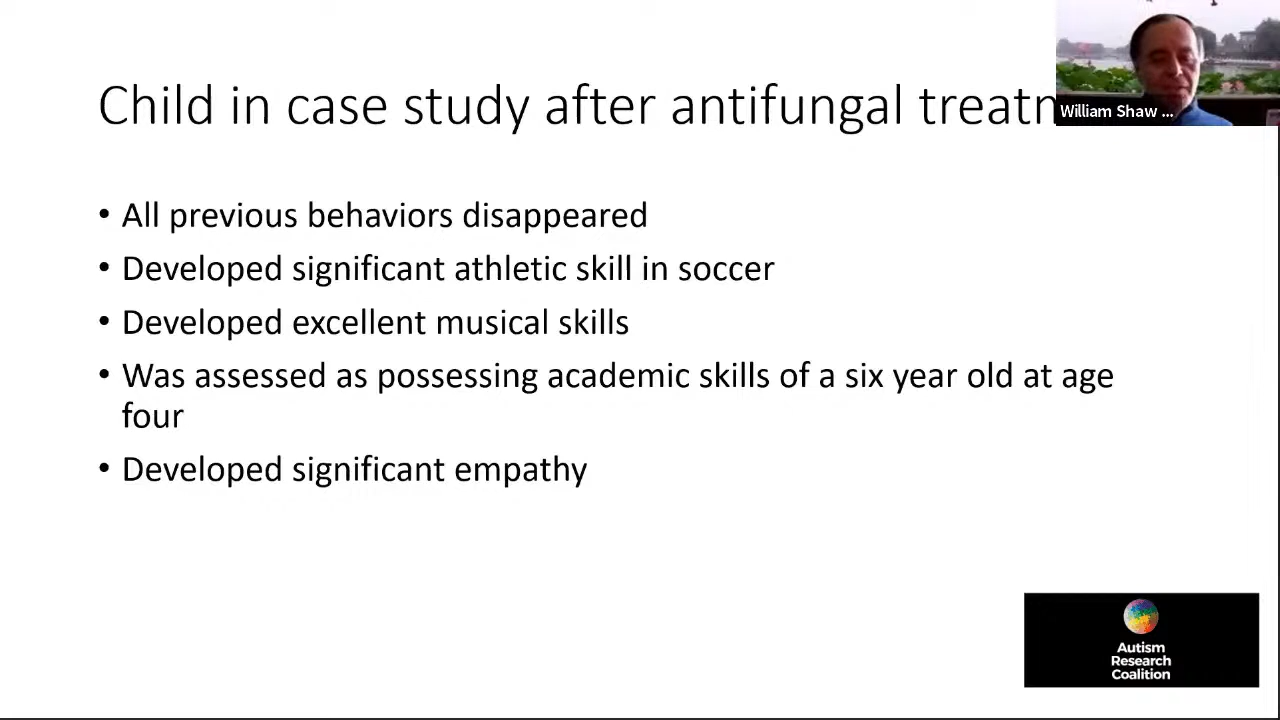 Child in case study after antifungal treatm
William Shaw ...
• All previous behaviors disappeared
• Developed significant athletic skill in soccer
• Developed excellent musical skills
• Was assessed as possessing academic skills of a six year old at age
four
• Developed significant empathy
Autism
Research
Coalition